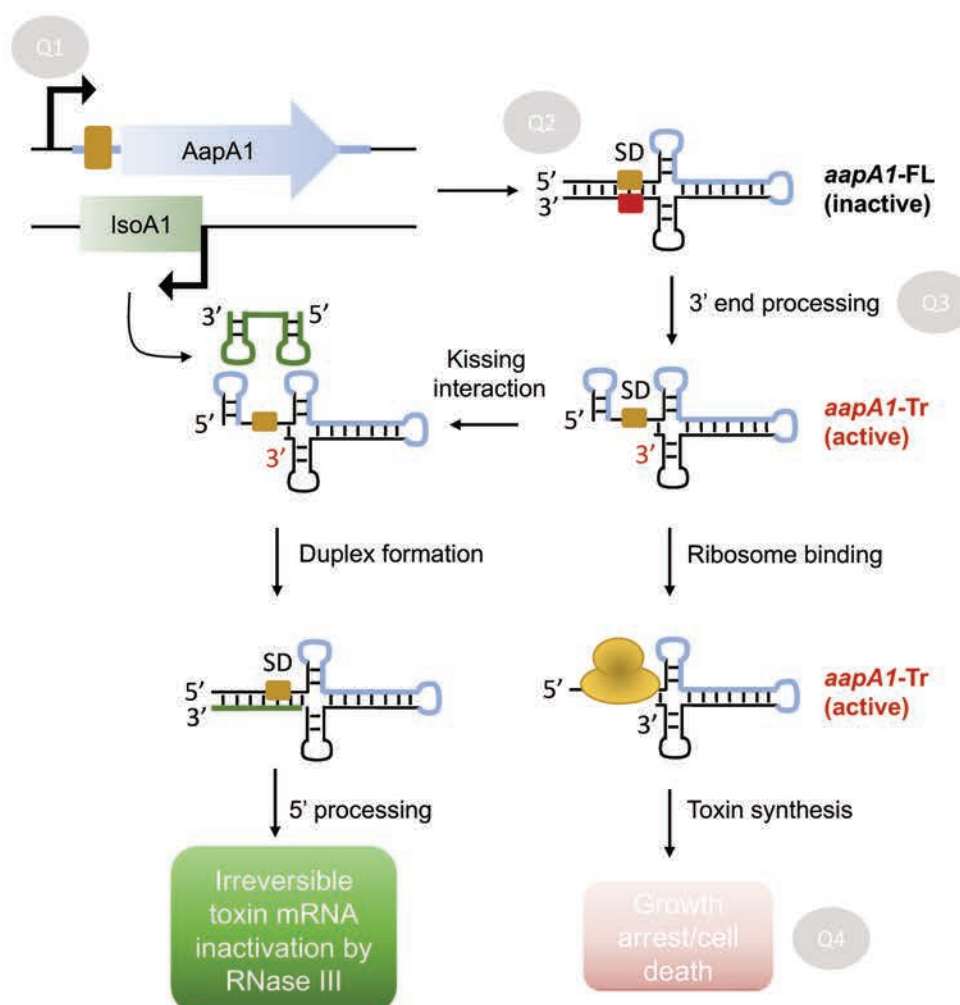 Q1
AapA1
IsoA1
Q2
SD
5’
3’
aapA1-FL
(inactive)
3’ end processing
Q3
3’
5’
Kissing
interaction
5’
3’
SD
5’
3’
aapA1-Tr
(active)
Duplex formation
Ribosome binding
SD
5’
3’
5’
3’
aapA1-Tr
(active)
5’ processing
Toxin synthesis
Irreversible
toxin mRNA
inactivation by
RNase III
Growth
arrest/cell
death
Q4